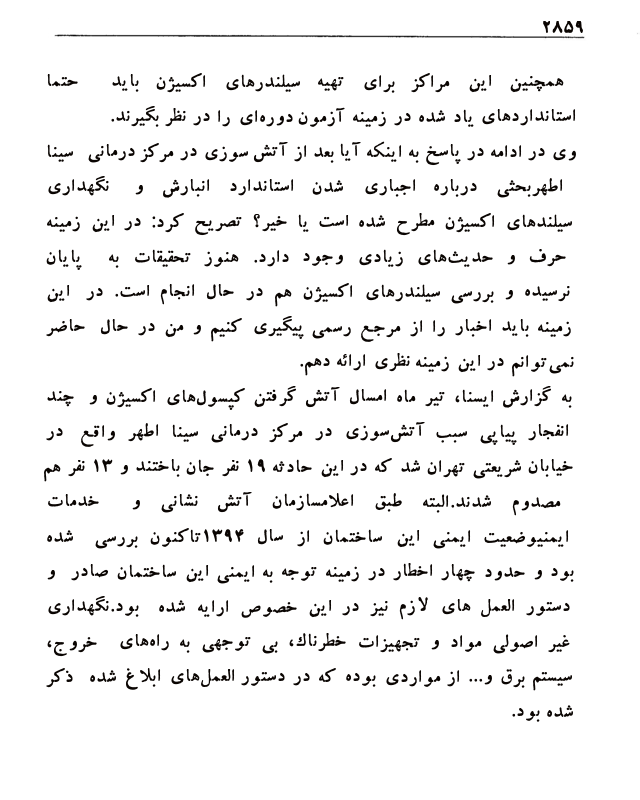 ۲۸۵۹
همچنین این مراکز برای تهیه سیلندرهای اکسیژن باید حتما
استانداردهای یاد شده در زمینه آزمون دوره‌ای را در نظر بگیرند.
وی در ادامه در پاسخ به اینکه آیا بعد از آتش سوزی در مرکز درمانی سینا
اطهربحثی درباره اجباری شدن استاندارد انبارش و نگهداری
سیلندهای اکسیژن مطرح شده است یا خیر؟ تصریح کرد: در این زمینه
حرف و حدیث‌های زیادی وجود دارد. هنوز تحقیقات به پایان
نرسیده و بررسی سیلندرهای اکسیژن هم در حال انجام است. در این
زمینه باید اخبار را از مرجع رسمی پیگیری کنیم و من در حال حاضر
نمی‌توانم در این زمینه نظری ارائه دهم.
به گزارش ایسنا، تیر ماه امسال آتش گرفتن کپسول‌های اکسیژن و چند
انفجار پیاپی سبب آتش‌سوزی در مرکز درمانی سینا اطهر واقع در
خیابان شریعتی تهران شد که در این حادثه ۱۹ نفر جان باختند و ۱۳ نفر هم
مصدوم شدند.البته طبق اعلامسازمان آتش نشانی و خدمات
ایمنیوضعیت ایمنی این ساختمان از سال ۱۳۹۴تاکنون بررسی شده
بود و حدود چهار اخطار در زمینه توجه به ایمنی این ساختمان صادر و
دستور العمل های لازم نیز در این خصوص ارایه شده بود.نگهداری
غیر اصولی مواد و تجهیزات خطرناك، بی توجهی به راه‌های خروج،
سیستم برق و... از مواردی بوده که در دستور العمل‌های ابلاغ شده ذکر
شده بود.